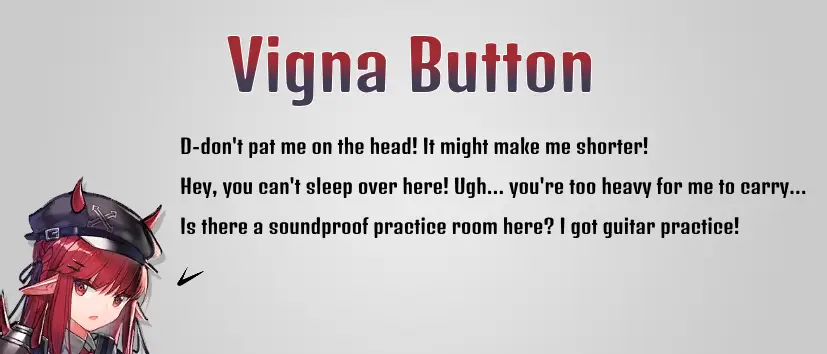 Vigna Button
D-don't pat me on the head! It might make me shorter!
Hey, you can't sleep over here! Ugh... you're too heavy for me to carry...
Is there a soundproof practice room here? I got guitar practice!